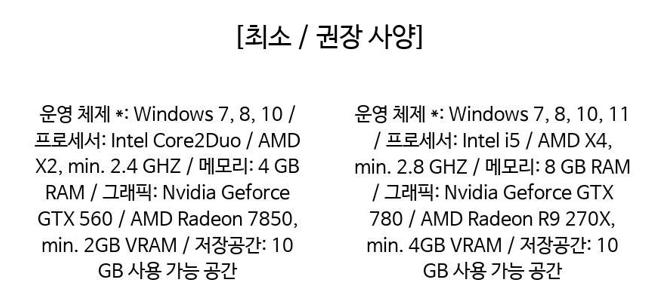 [최소 / 권장 사양]
운영 체제 *: Windows 7, 8, 10 /
프로세서: Intel Core2Duo / AMD
X2, min. 2.4 GHZ / 메모리: 4 GB
RAM / 그래픽: Nvidia Geforce
GTX 560 / AMD Radeon 7850,
min. 2GB VRAM / 저장공간: 10
GB 사용 가능 공간
운영 체제 *: Windows 7, 8, 10, 11
/ 프로세서: Intel i5 / AMD X4,
min. 2.8 GHZ / 메모리: 8 GB RAM
/ 그래픽: Nvidia Geforce GTX
780 / AMD Radeon R9 270X,
min. 4GB VRAM / 저장공간: 10
GB 사용 가능 공간